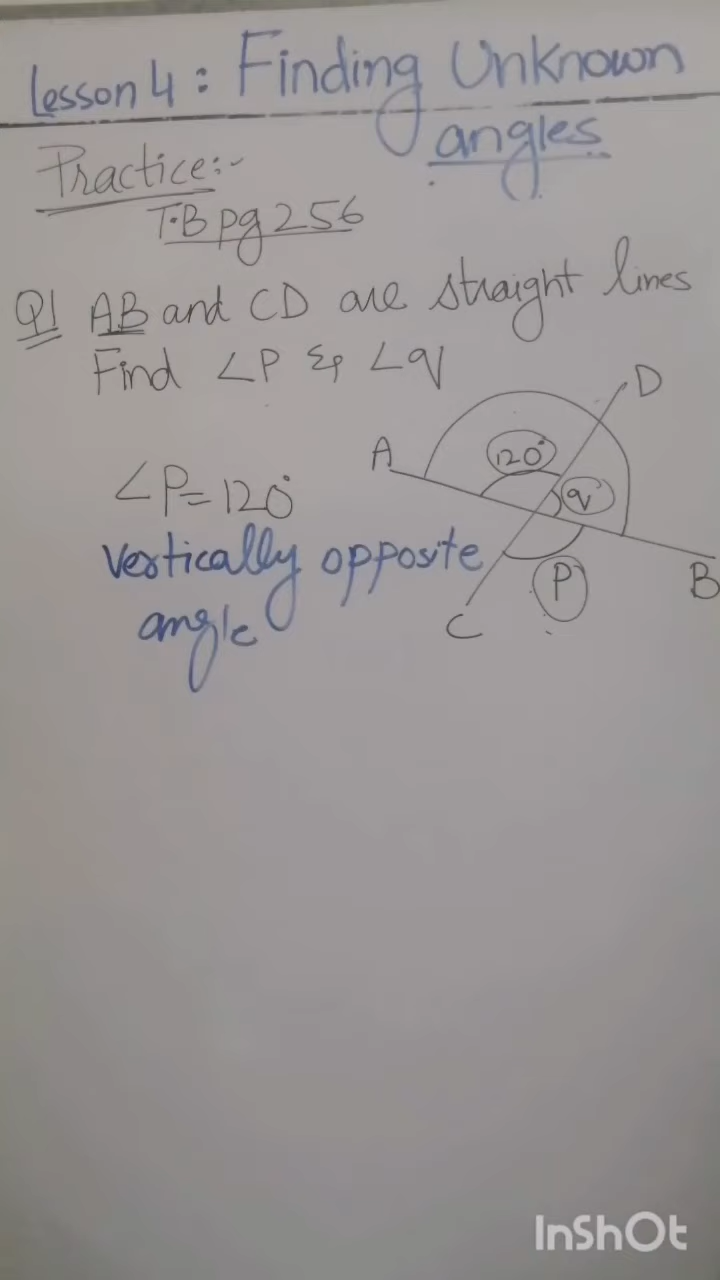 Lesson 4 : Finding Unknown
angles
Practice:-
T.B pg 256
Q1 AB and CD are straight lines
Find ∠P & ∠q
D
A
120°
q
∠P = 120°
vertically opposite
angle
P
B
C
InShOt